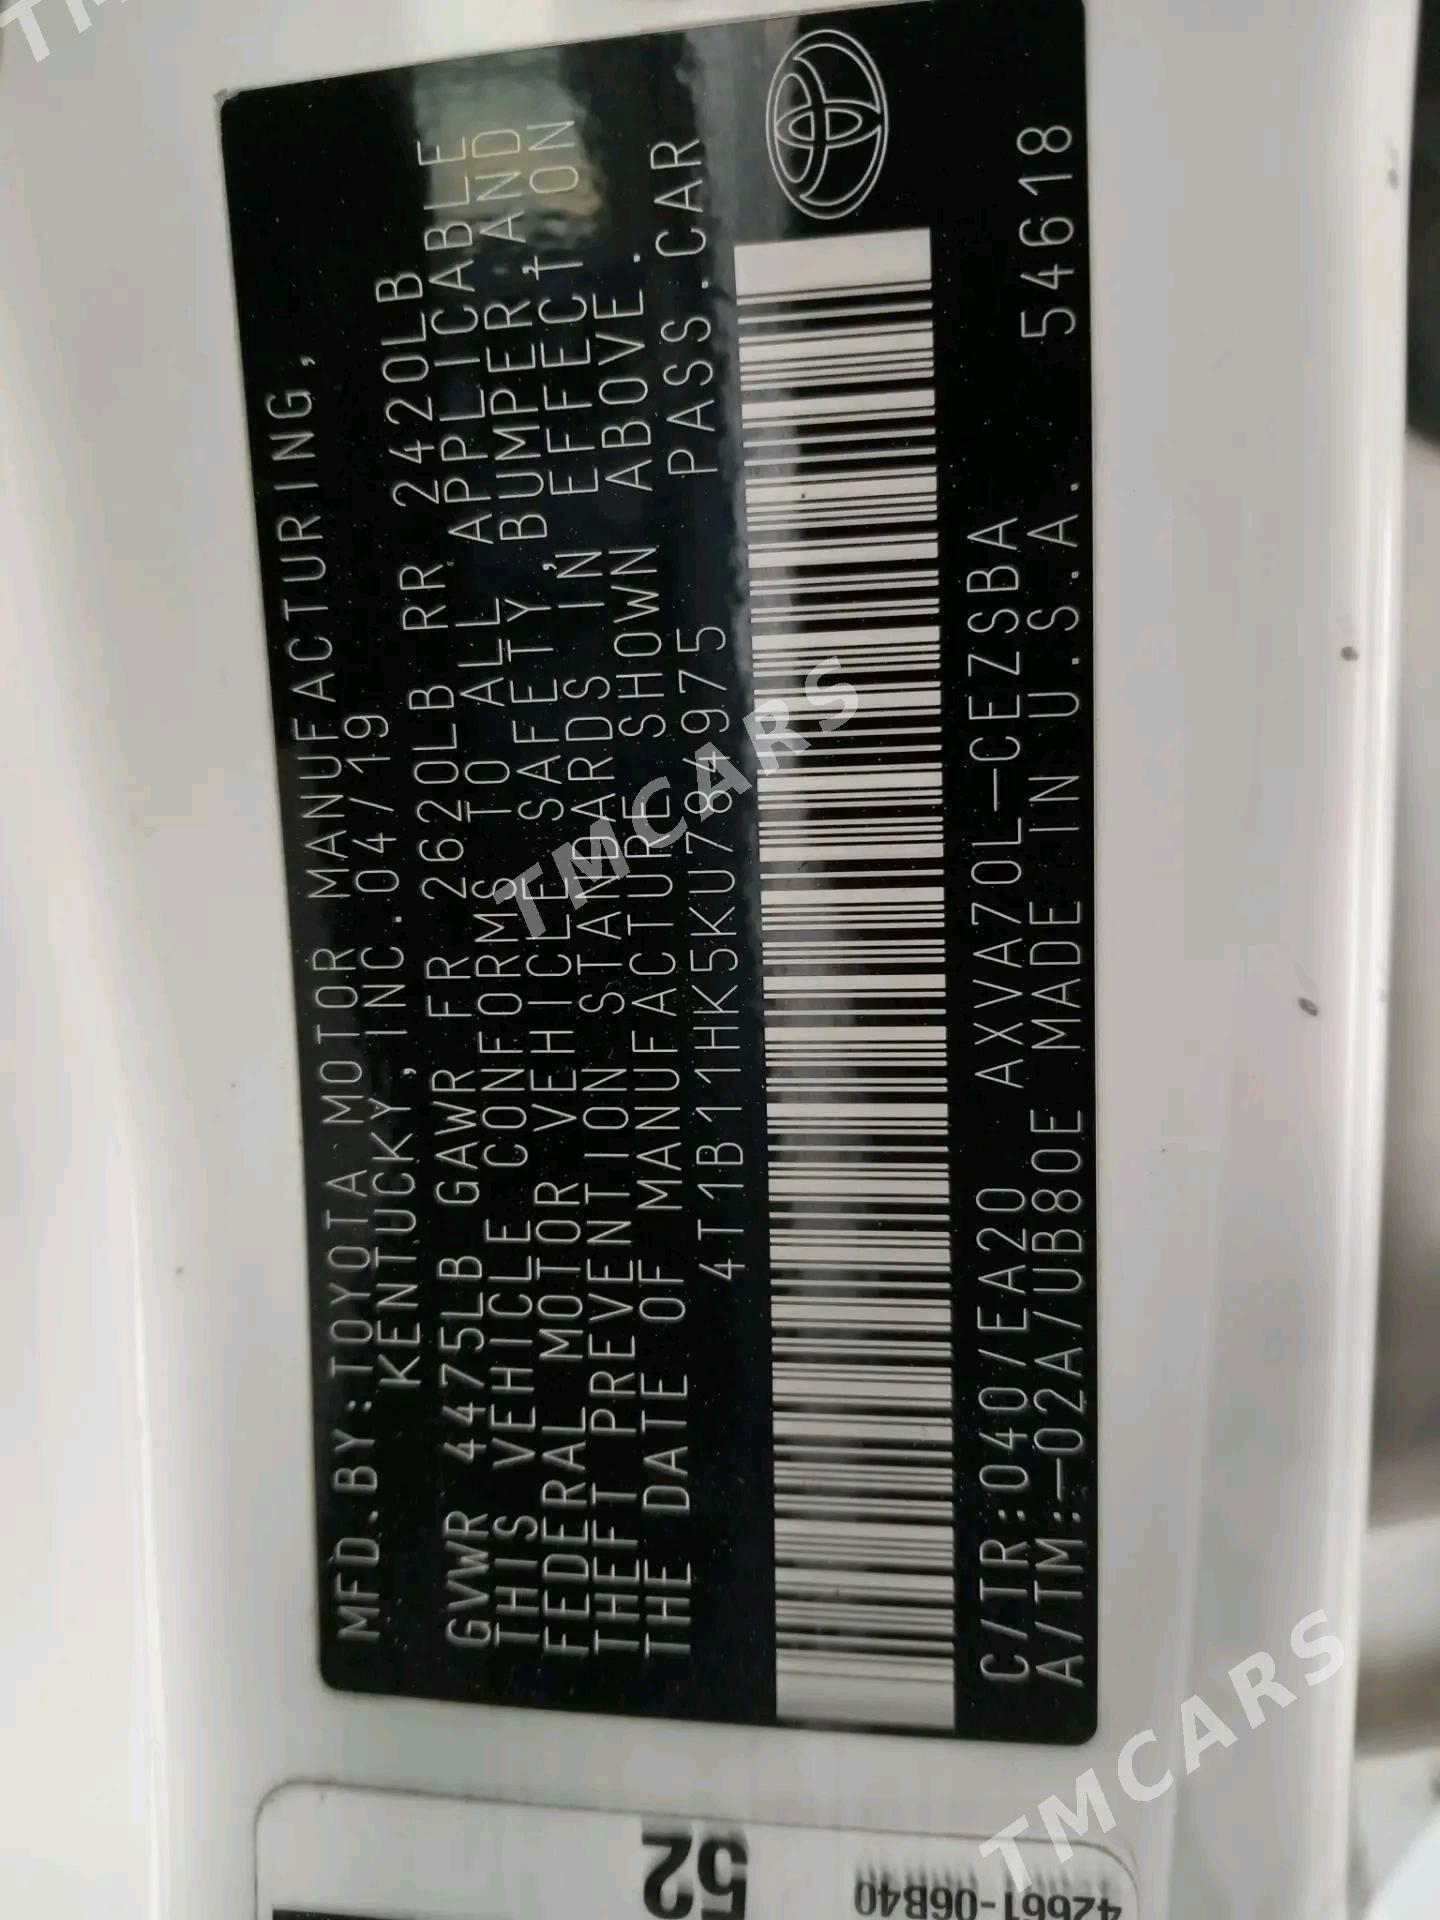 MFD.BY:TOYOTA MOTOR MANUFACTURING,
KENTUCKY,INC.04/19
GVWR 4475LB GAWR FR 2620LB RR 2420LB
THIS VEHICLE CONFORMS TO ALL APPLICABLE
FEDERAL MOTOR VEHICLE SAFETY,BUMPER,AND
THEFT PREVENTION STANDARDS IN EFFECT ON
THE DATE OF MANUFACTURE SHOWN ABOVE.
4T1B11HK5KU784975 PASS.CAR
C/TR:040/EA20 AXVA70L-CEZSBA
A/TM:-02A/UB80E MADE IN U.S.A. 54618
52
42661-06B40
TMCARS
TMCARS